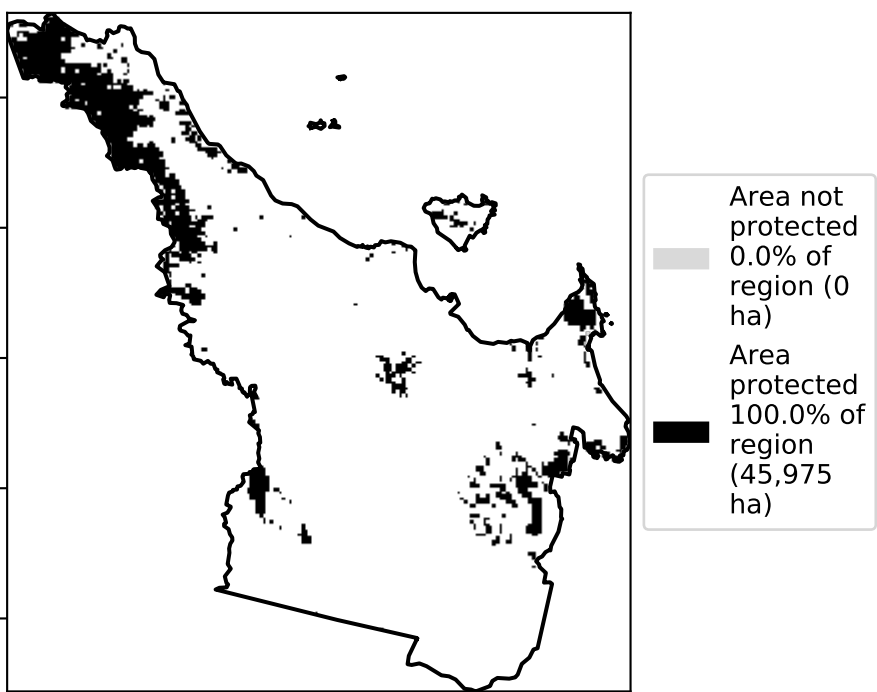 Area not
protected
0.0% of
region (0
ha)
Area
protected
100.0% of
region
(45,975
ha)